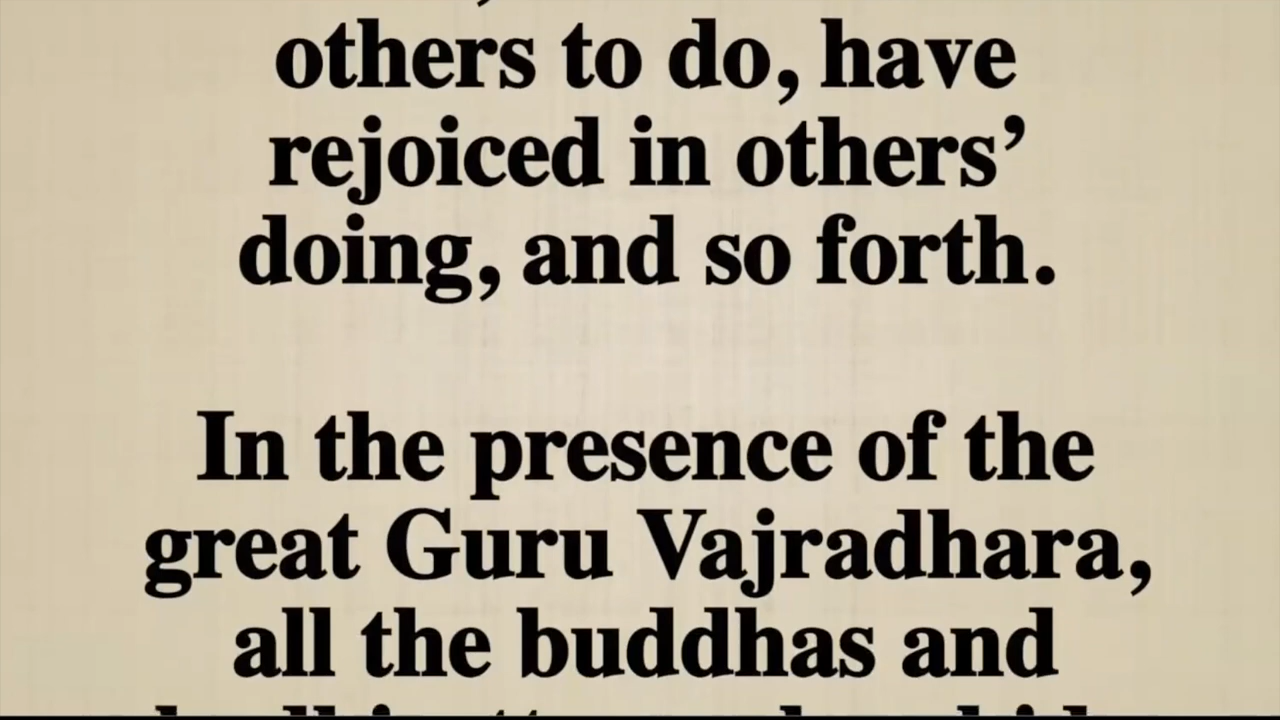 others to do, have
rejoiced in others’
doing, and so forth.
In the presence of the
great Guru Vajradhara,
all the buddhas and